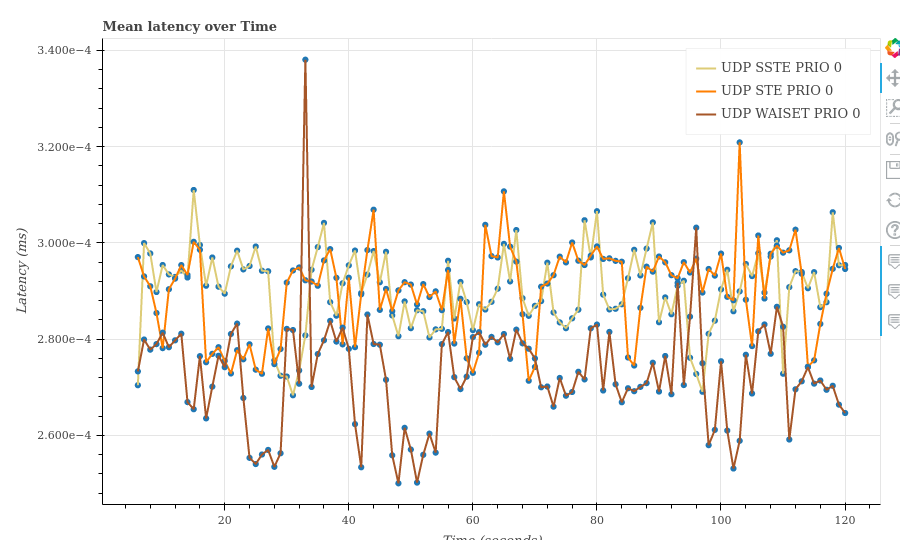 Mean latency over Time
3.400e−4
3.200e−4
3.000e−4
2.800e−4
2.600e−4
Latency (ms)
UDP SSTE PRIO 0
UDP STE PRIO 0
UDP WAISET PRIO 0
20
40
60
80
100
120
Time (seconds)